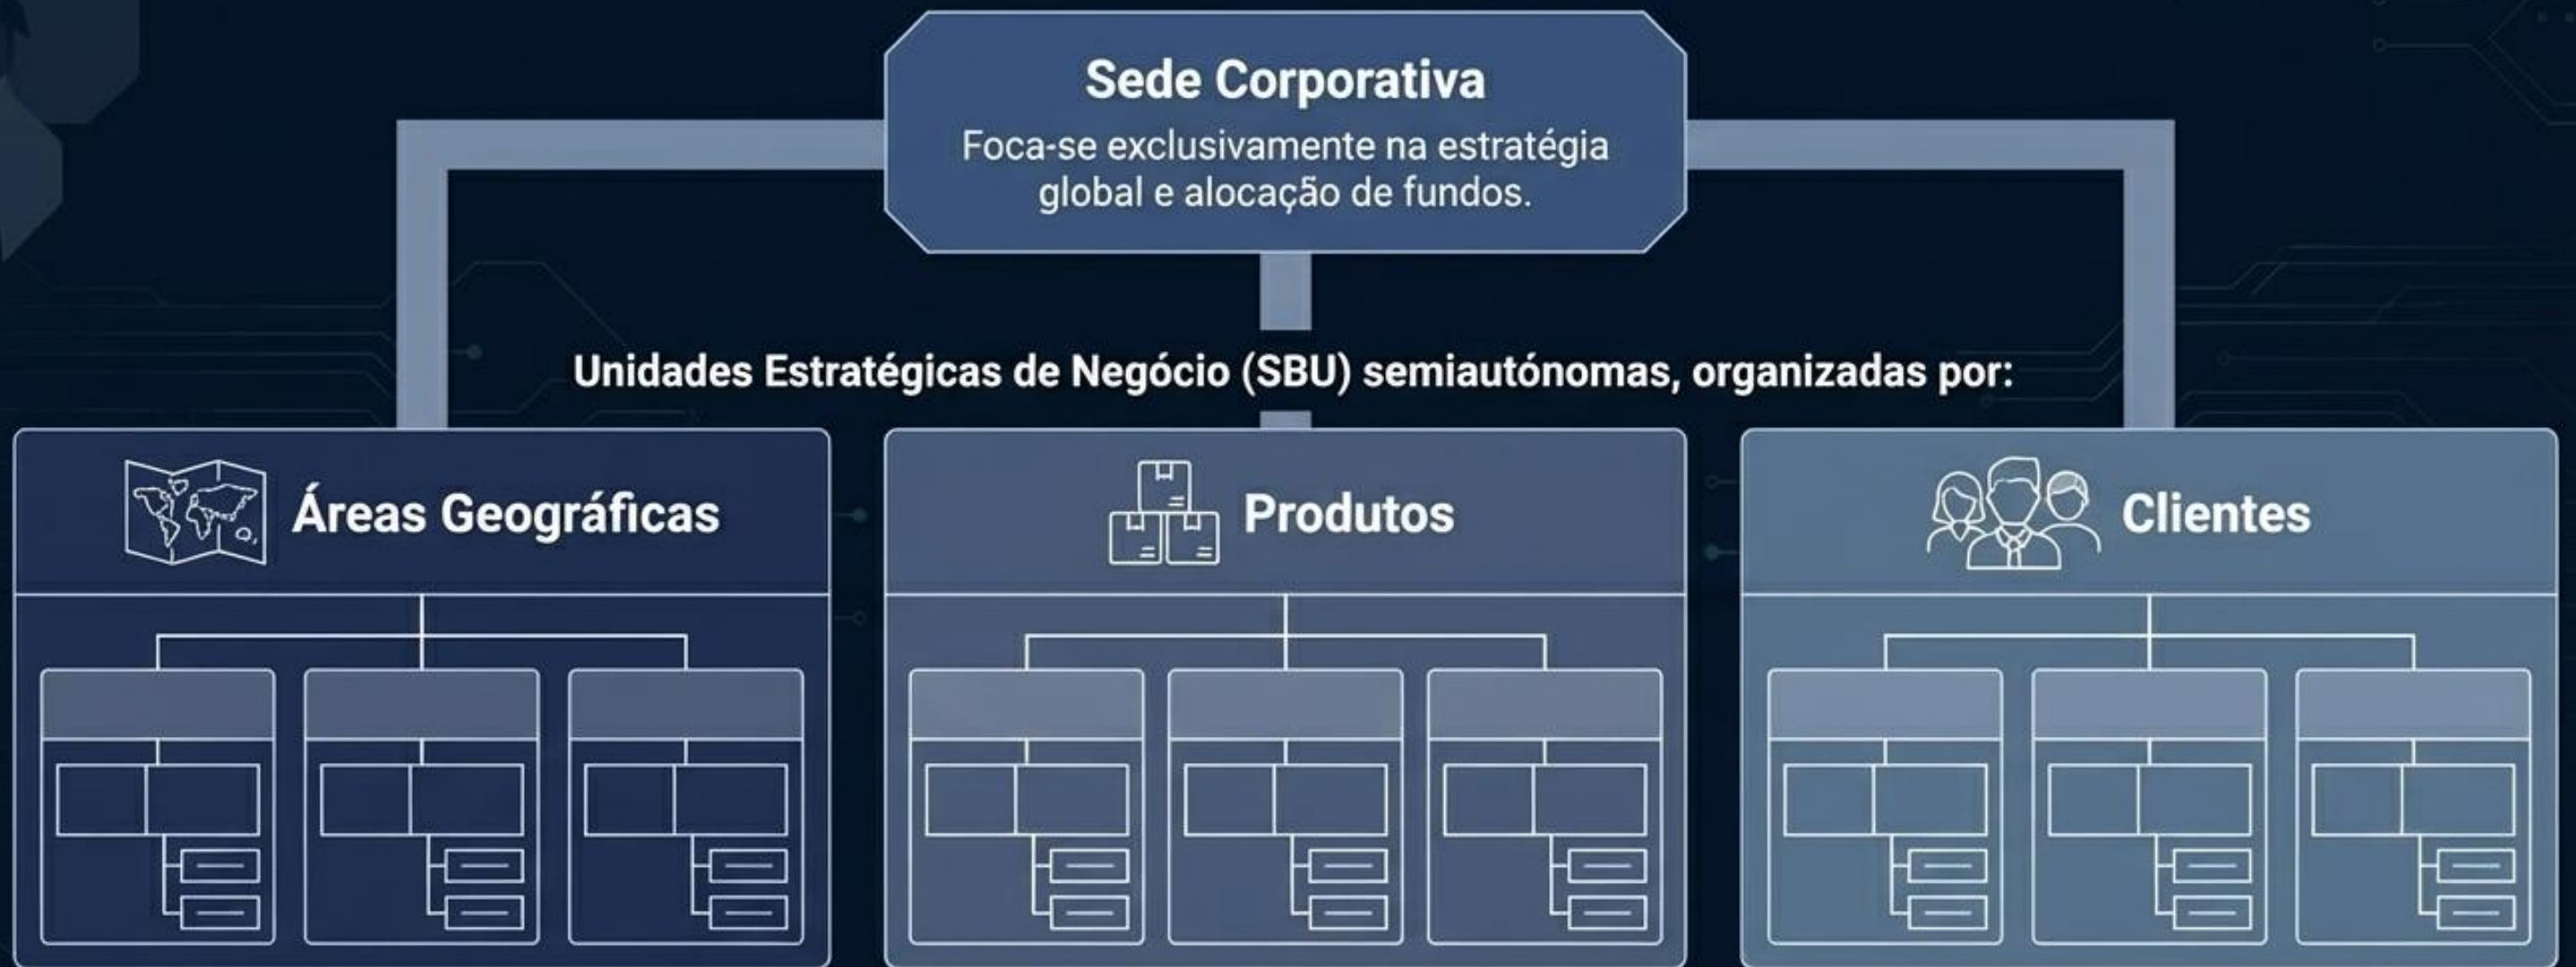 Sede Corporativa
Foca-se exclusivamente na estratégia
global e alocação de fundos.
Unidades Estratégicas de Negócio (SBU) semiautónomas, organizadas por:
Áreas Geográficas
Produtos
Clientes